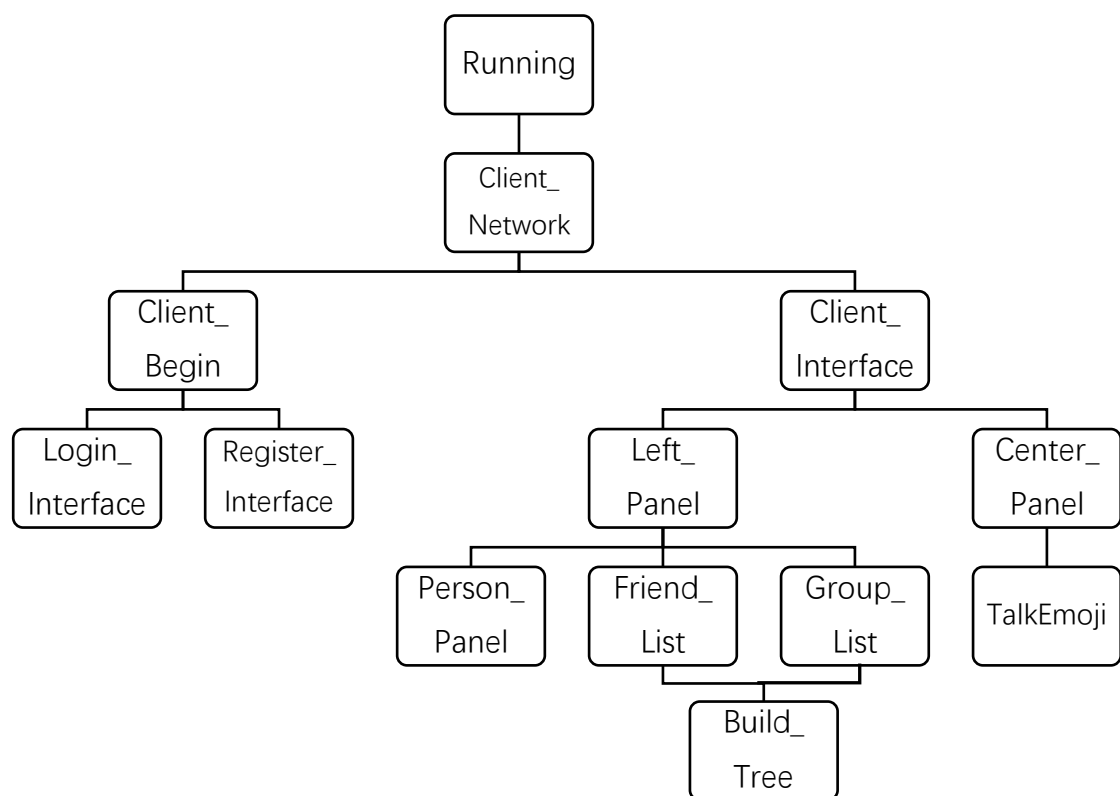 Running
Client_
Network
Client_
Begin
Client_
Interface
Login_
Interface
Register_
Interface
Left_
Panel
Center_
Panel
Person_
Panel
Friend_
List
Group_
List
TalkEmoji
Build_
Tree